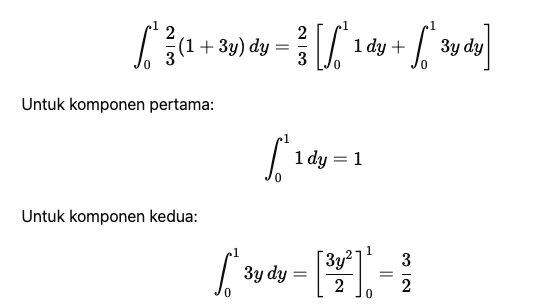 ∫₀¹ 2/3 (1 + 3y) dy = 2/3 [∫₀¹ 1 dy + ∫₀¹ 3y dy]
Untuk komponen pertama:
∫₀¹ 1 dy = 1
Untuk komponen kedua:
∫₀¹ 3y dy = [3y²/2]₀¹ = 3/2